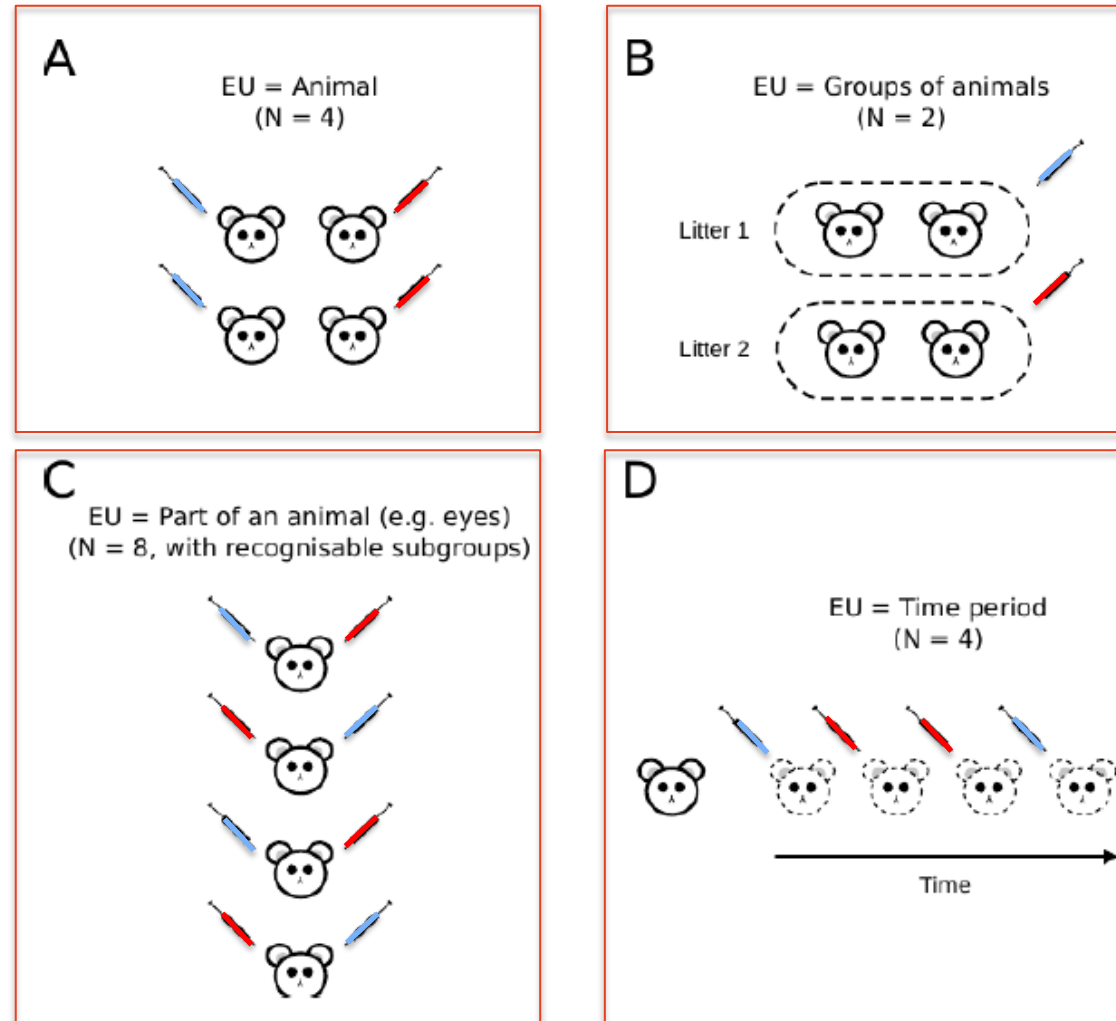 A
EU = Animal
(N = 4)
B
EU = Groups of animals
(N = 2)
Litter 1
Litter 2
C
EU = Part of an animal (e.g. eyes)
(N = 8, with recognisable subgroups)
D
EU = Time period
(N = 4)
Time